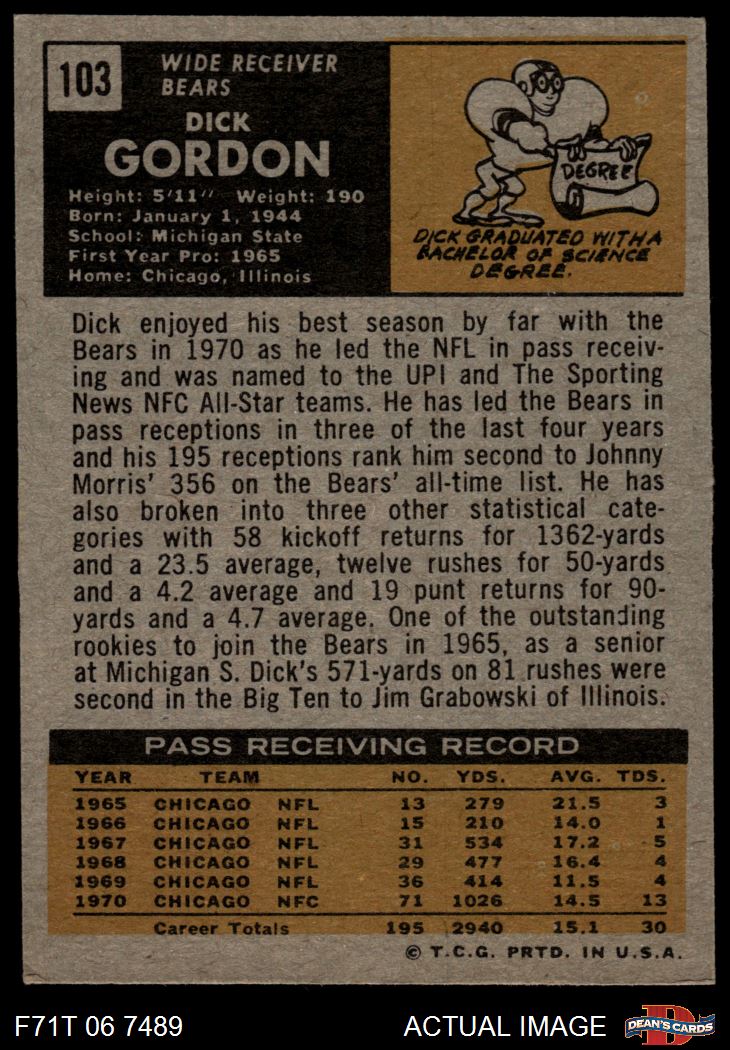 103
WIDE RECEIVER
BEARS
DICK
GORDON
Height: 5'11" Weight: 190
Born: January 1, 1944
School: Michigan State
First Year Pro: 1965
Home: Chicago, Illinois
DEGREE
DICK GRADUATED WITH A
BACHELOR OF SCIENCE
DEGREE.
Dick enjoyed his best season by far with the
Bears in 1970 as he led the NFL in pass receiv-
ing and was named to the UPI and The Sporting
News NFC All-Star teams. He has led the Bears in
pass receptions in three of the last four years
and his 195 receptions rank him second to Johnny
Morris' 356 on the Bears' all-time list. He has
also broken into three other statistical cate-
gories with 58 kickoff returns for 1362-yards
and a 23.5 average, twelve rushes for 50-yards
and a 4.2 average and 19 punt returns for 90-
yards and a 4.7 average. One of the outstanding
rookies to join the Bears in 1965, as a senior
at Michigan S. Dick's 571-yards on 81 rushes were
second in the Big Ten to Jim Grabowski of Illinois.
PASS RECEIVING RECORD
YEAR TEAM NO. YDS. AVG. TDS.
1965 CHICAGO NFL 13 279 21.5 3
1966 CHICAGO NFL 15 210 14.0 1
1967 CHICAGO NFL 31 534 17.2 5
1968 CHICAGO NFL 29 477 16.4 4
1969 CHICAGO NFL 36 414 11.5 4
1970 CHICAGO NFC 71 1026 14.5 13
Career Totals 195 2940 15.1 30
© T.C.G. PRTD. IN U.S.A.
F71T 06 7489 ACTUAL IMAGE
D
DEAN'S CARDS